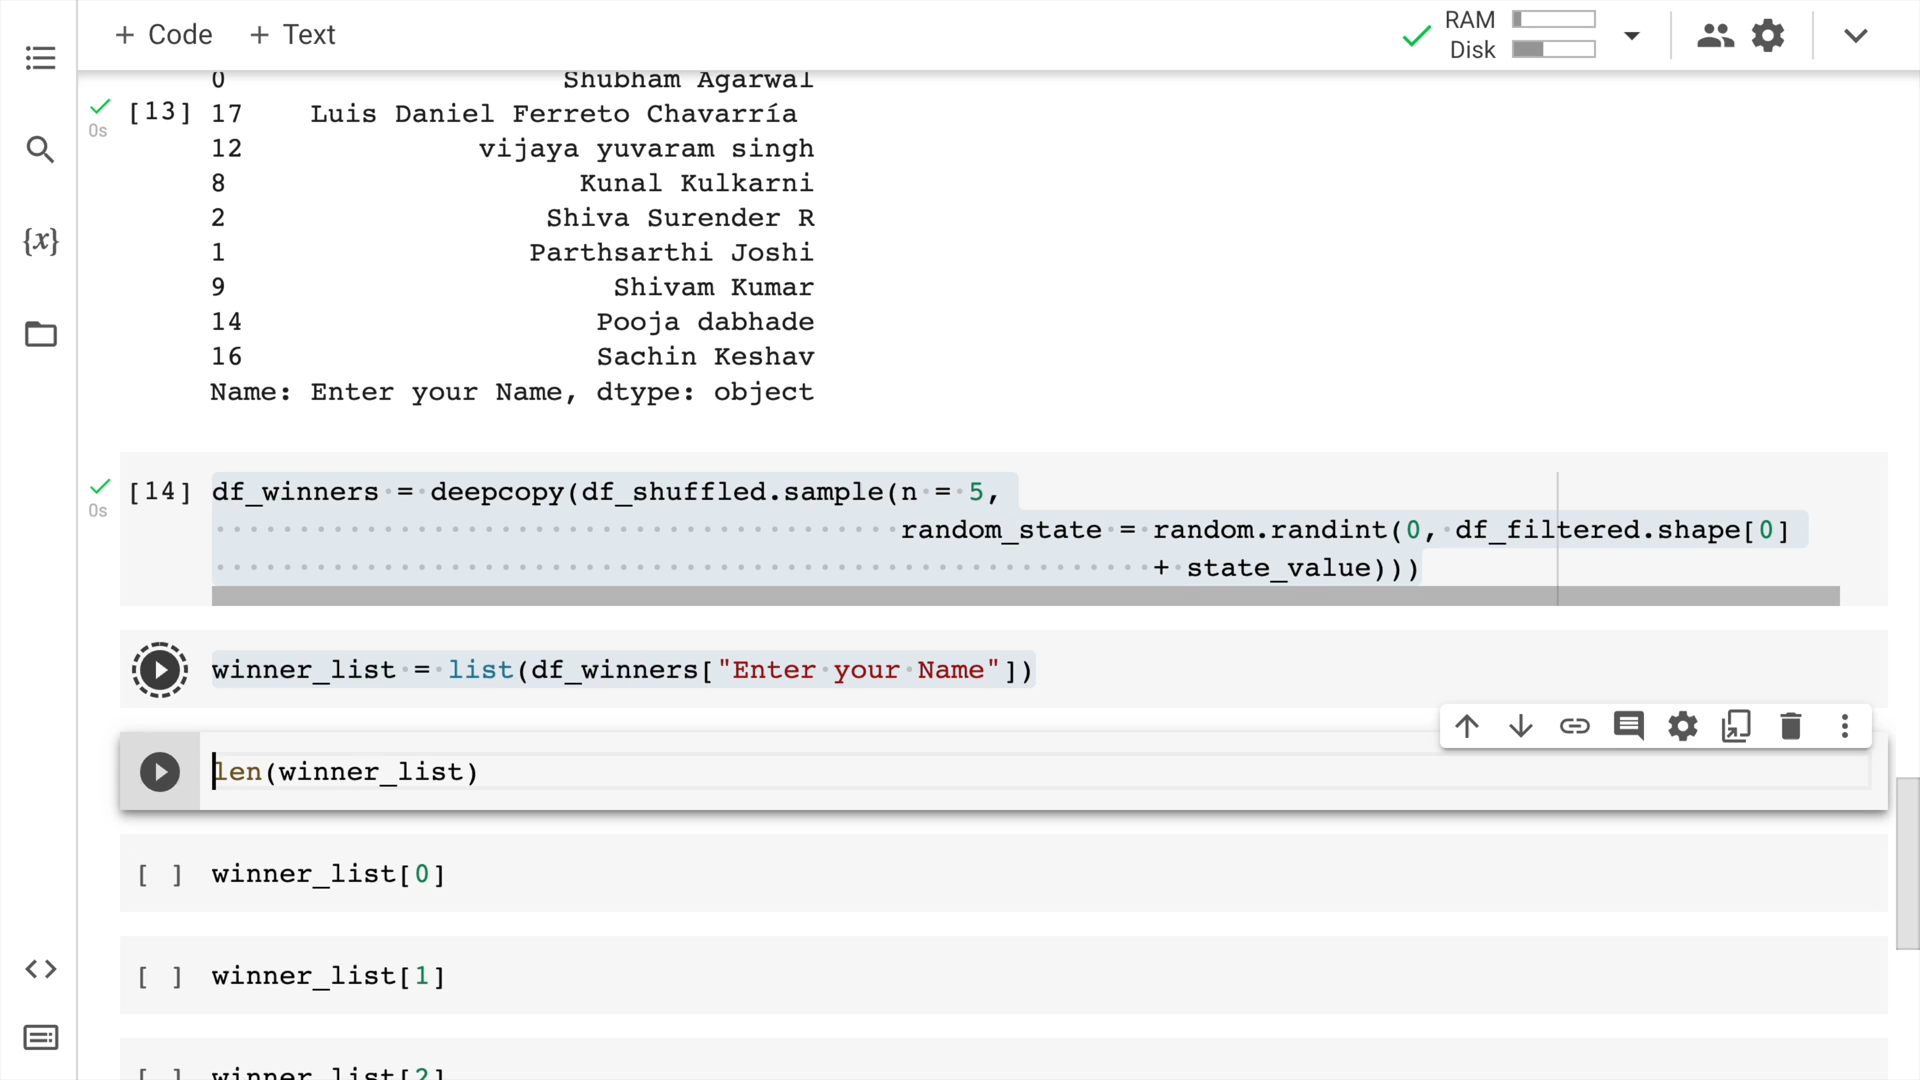 + Code + Text
RAM
Disk
0 Shubham Agarwal
[13] 17 Luis Daniel Ferreto Chavarría
0s
12 vijaya yuvaram singh
8 Kunal Kulkarni
2 Shiva Surender R
1 Parthsarthi Joshi
9 Shivam Kumar
14 Pooja dabhade
16 Sachin Keshav
Name: Enter your Name, dtype: object
[14] df_winners = deepcopy(df_shuffled.sample(n = 5,
0s
random_state = random.randint(0, df_filtered.shape[0]
+ state_value)))
winner_list = list(df_winners["Enter your Name"])
len(winner_list)
[ ] winner_list[0]
[ ] winner_list[1]
[ ] winner_list[2]
{x}